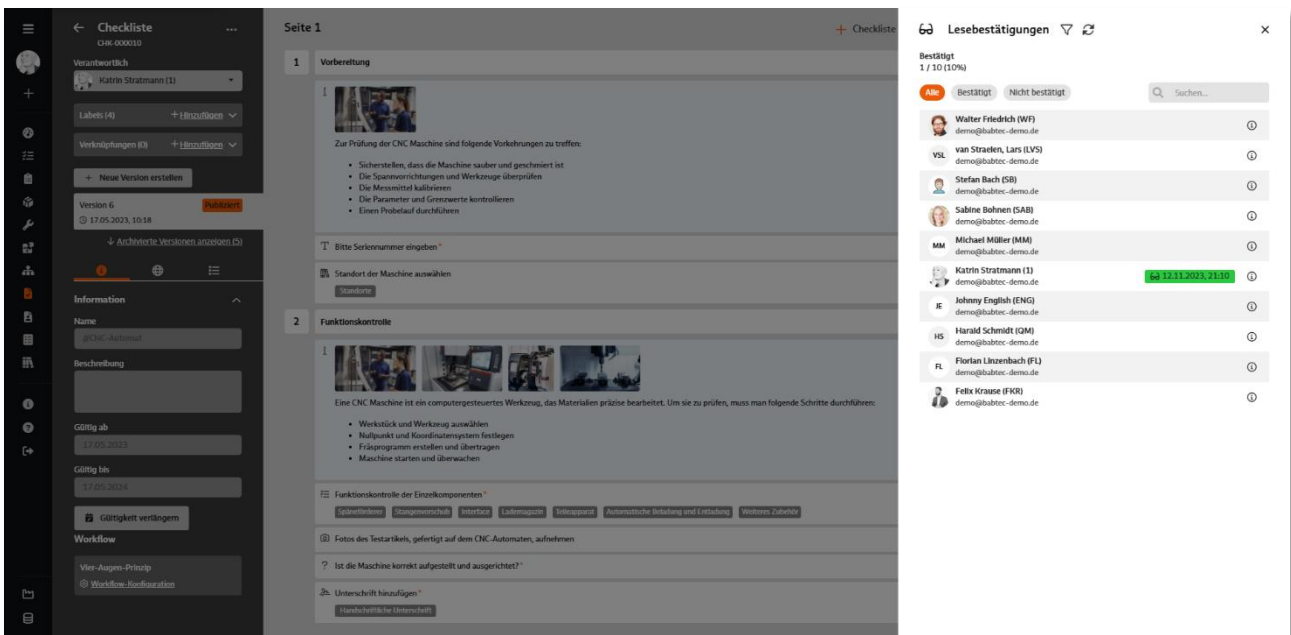 Checkliste
CHK-000010
Verantwortlich
Katrin Stratmann (1)
Labels (4)
Hinzufügen
Verknüpfungen (0)
Hinzufügen
Neue Version erstellen
Version 6
Publiziert
17.05.2023, 10:18
Archivierte Versionen anzeigen (5)
Information
Name
#CNC-Automat
Beschreibung
Gültig ab
17.05.2023
Gültig bis
17.05.2024
Gültigkeit verlängern
Workflow
Vier-Augen-Prinzip
Workflow-Konfiguration
Seite 1
+ Checkliste
1 Vorbereitung
Zur Prüfung der CNC Maschine sind folgende Vorkehrungen zu treffen:
• Sicherstellen, dass die Maschine sauber und geschmiert ist
• Die Spannvorrichtungen und Werkzeuge überprüfen
• Die Messmittel kalibrieren
• Die Parameter und Grenzwerte kontrollieren
• Einen Probelauf durchführen
Bitte Seriennummer eingeben *
Standort der Maschine auswählen
Standorte
2 Funktionskontrolle
Eine CNC Maschine ist ein computergesteuertes Werkzeug, das Materialien präzise bearbeitet. Um sie zu prüfen, muss man folgende Schritte durchführen:
• Werkstück und Werkzeug auswählen
• Nullpunkt und Koordinatensystem festlegen
• Fräsprogramm erstellen und übertragen
• Maschine starten und überwachen
Funktionskontrolle der Einzelkomponenten *
Späneförderer Stangenvorschub Interface Lademagazin Teileapparat Automatische Beladung und Entladung Weiteres Zubehör
Fotos des Testartikels, gefertigt auf dem CNC-Automaten, aufnehmen
? Ist die Maschine korrekt aufgestellt und ausgerichtet? *
Unterschrift hinzufügen *
Handschriftliche Unterschrift
Lesebestätigungen
Bestätigt
1 / 10 (10%)
Alle Bestätigt Nicht bestätigt
Suchen...
Walter Friedrich (WF)
demo@babtec-demo.de
VSL
van Straelen, Lars (LVS)
demo@babtec-demo.de
Stefan Bach (SB)
demo@babtec-demo.de
Sabine Bohnen (SAB)
demo@babtec-demo.de
MM
Michael Müller (MM)
demo@babtec-demo.de
Katrin Stratmann (1)
demo@babtec-demo.de
12.11.2023, 21:10
JE
Johnny English (ENG)
demo@babtec-demo.de
HS
Harald Schmidt (QM)
demo@babtec-demo.de
FL
Florian Linzenbach (FL)
demo@babtec-demo.de
Felix Krause (FKR)
demo@babtec-demo.de